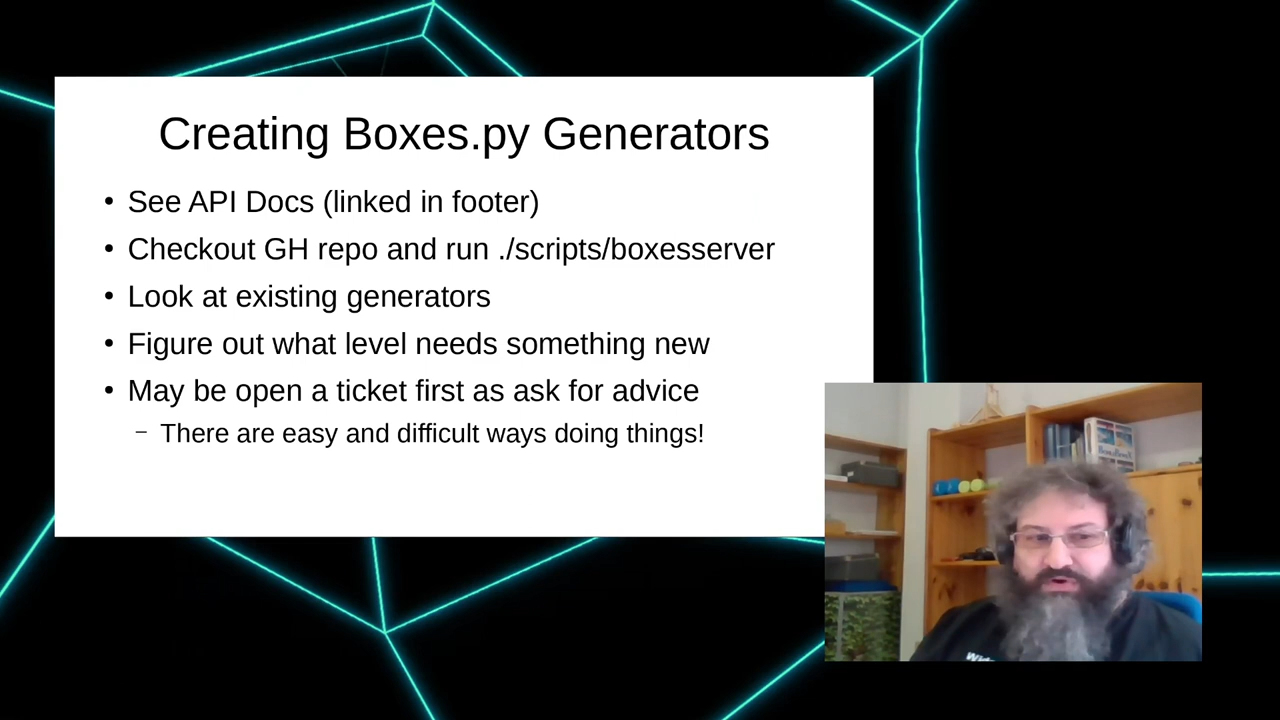 Creating Boxes.py Generators
• See API Docs (linked in footer)
• Checkout GH repo and run ./scripts/boxesserver
• Look at existing generators
• Figure out what level needs something new
• May be open a ticket first as ask for advice
– There are easy and difficult ways doing things!